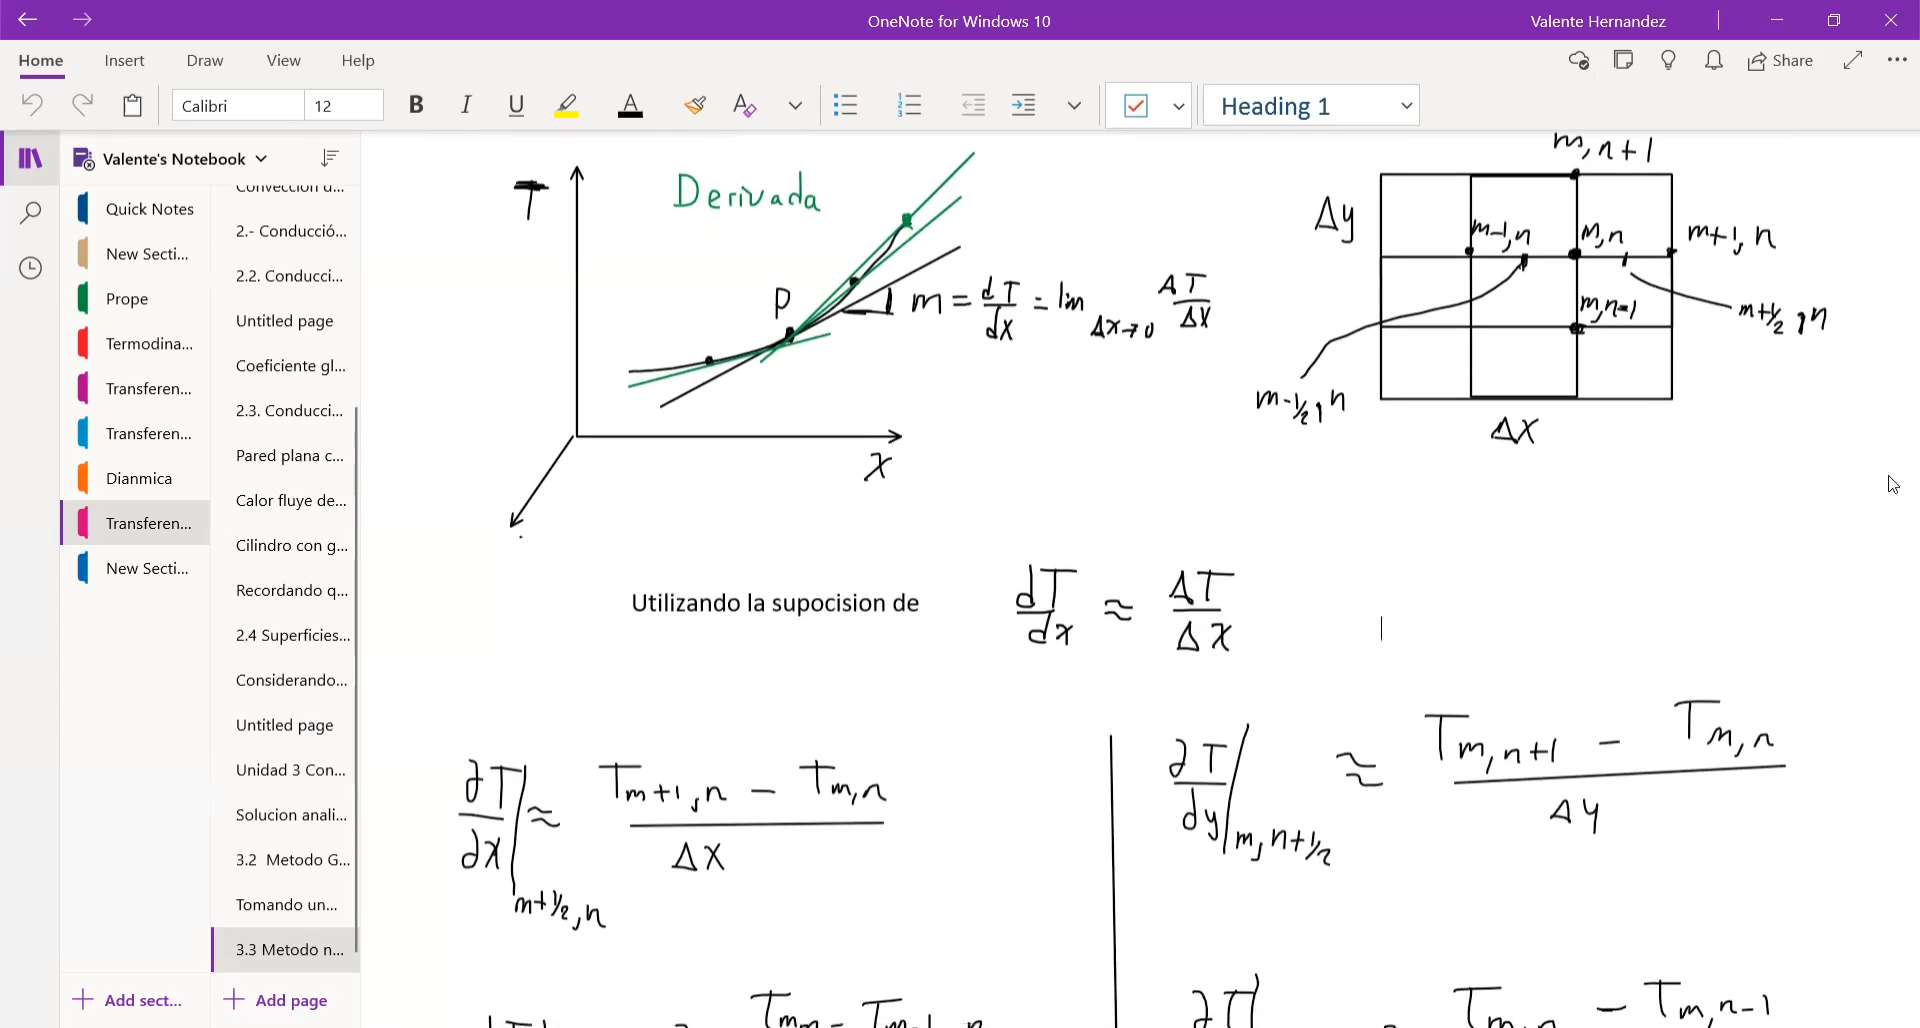 OneNote for Windows 10
Valente Hernandez
Home Insert Draw View Help
Share
Calibri 12 B I U A Heading 1
Valente's Notebook
Quick Notes
New Secti...
Prope
Termodina...
Transferen...
Transferen...
Dianmica
Transferen...
New Secti...
Add sect...
2.- Conducció...
2.2. Conducci...
Untitled page
Coeficiente gl...
2.3. Conducci...
Pared plana c...
Calor fluye de...
Cilindro con g...
Recordando q...
2.4 Superficies...
Considerando...
Untitled page
Unidad 3 Con...
Solucion anali...
3.2 Metodo G...
Tomando un...
3.3 Metodo n...
Add page
T
Derivada
P
m = dT/dx = lim Δx→0 ΔT/ΔX
X
m, n+1
Δy
m-1, n
m, n
m+1, n
m, n-1
m+1/2, n
m-1/2, n
ΔX
Utilizando la supocision de dT/dx ≈ ΔT/ΔX
∂T/∂X | m+1/2, n ≈ Tm+1, n - Tm, n / ΔX
∂T/dy | m, n+1/2 ≈ Tm, n+1 - Tm, n / ΔY
- Tm, n-1